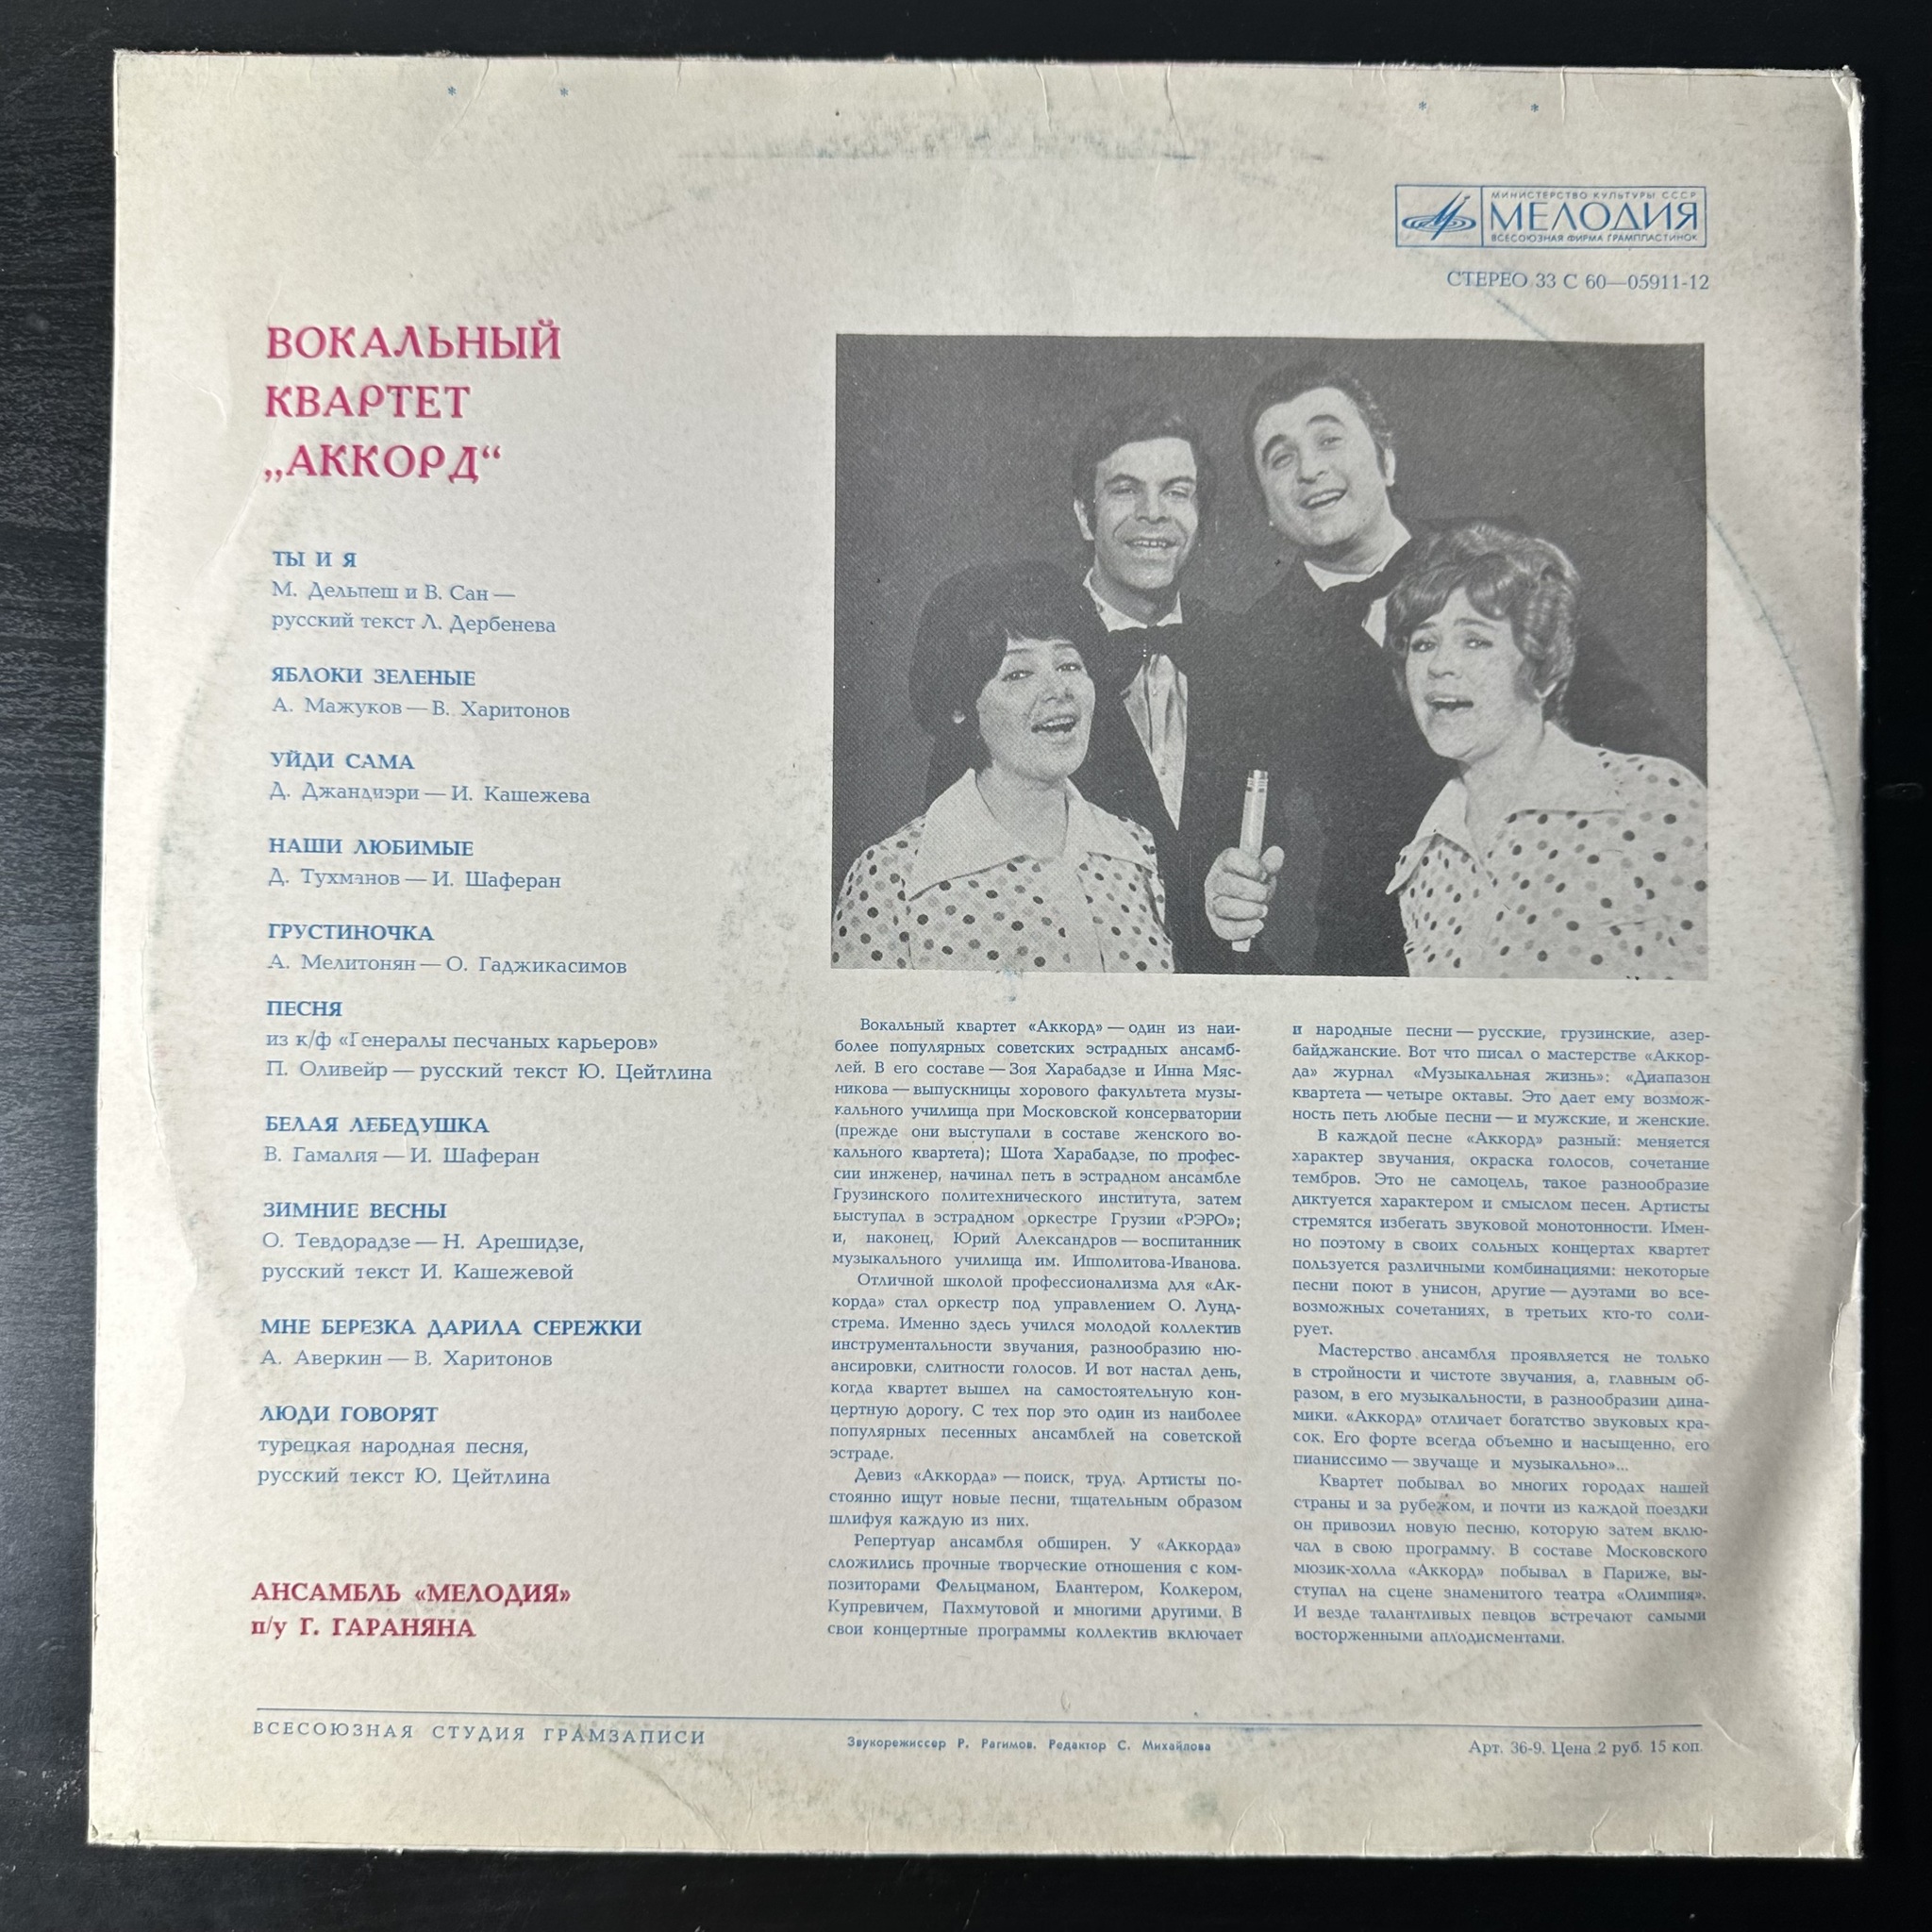 МИНИСТЕРСТВО КУЛЬТУРЫ СССР
МЕЛОДИЯ
ВСЕСОЮЗНАЯ ФИРМА ГРАМПЛАСТИНОК
СТЕРЕО 33 С 60—05911-12
ВОКАЛЬНЫЙ
КВАРТЕТ
„АККОРД“
ТЫ И Я
М. Дельпеш и В. Сан —
русский текст Л. Дербенева
ЯБЛОКИ ЗЕЛЕНЫЕ
А. Мажуков — В. Харитонов
УЙДИ САМА
Д. Джандиэри — И. Кашежева
НАШИ ЛЮБИМЫЕ
Д. Тухманов — И. Шаферан
ГРУСТИНОЧКА
А. Мелитонян — О. Гаджикасимов
ПЕСНЯ
из к/ф «Генералы песчаных карьеров»
П. Оливейр — русский текст Ю. Цейтлина
БЕЛАЯ ЛЕБЕДУШКА
В. Гамалия — И. Шаферан
ЗИМНИЕ ВЕСНЫ
О. Тевдорадзе — Н. Арешидзе,
русский текст И. Кашежевой
МНЕ БЕРЕЗКА ДАРИЛА СЕРЕЖКИ
А. Аверкин — В. Харитонов
ЛЮДИ ГОВОРЯТ
турецкая народная песня,
русский текст Ю. Цейтлина
АНСАМБЛЬ «МЕЛОДИЯ»
п/у Г. ГАРАНЯНА
Вокальный квартет «Аккорд» — один из наи-
более популярных советских эстрадных ансамб-
лей. В его составе — Зоя Харабадзе и Инна Мяс-
никова — выпускницы хорового факультета музы-
кального училища при Московской консерватории
(прежде они выступали в составе женского во-
кального квартета); Шота Харабадзе, по профес-
сии инженер, начинал петь в эстрадном ансамбле
Грузинского политехнического института, затем
выступал в эстрадном оркестре Грузии «РЭРО»;
и, наконец, Юрий Александров — воспитанник
музыкального училища им. Ипполитова-Иванова.
Отличной школой профессионализма для «Ак-
корда» стал оркестр под управлением О. Лунд-
стрема. Именно здесь учился молодой коллектив
инструментальности звучания, разнообразию ню-
ансировки, слитности голосов. И вот настал день,
когда квартет вышел на самостоятельную кон-
цертную дорогу. С тех пор это один из наиболее
популярных песенных ансамблей на советской
эстраде.
Девиз «Аккорда» — поиск, труд. Артисты по-
стоянно ищут новые песни, тщательным образом
шлифуя каждую из них.
Репертуар ансамбля обширен. У «Аккорда»
сложились прочные творческие отношения с ком-
позиторами Фельцманом, Блантером, Колкером,
Купревичем, Пахмутовой и многими другими. В
свои концертные программы коллектив включает
и народные песни — русские, грузинские, азер-
байджанские. Вот что писал о мастерстве «Аккор-
да» журнал «Музыкальная жизнь»: «Диапазон
квартета — четыре октавы. Это дает ему возмож-
ность петь любые песни — и мужские, и женские.
В каждой песне «Аккорд» разный: меняется
характер звучания, окраска голосов, сочетание
тембров. Это не самоцель, такое разнообразие
диктуется характером и смыслом песен. Артисты
стремятся избегать звуковой монотонности. Имен-
но поэтому в своих сольных концертах квартет
пользуется различными комбинациями: некоторые
песни поют в унисон, другие — дуэтами во все-
возможных сочетаниях, в третьих кто-то соли-
рует.
Мастерство ансамбля проявляется не только
в стройности и чистоте звучания, а, главным об-
разом, в его музыкальности, в разнообразии дина-
мики. «Аккорд» отличает богатство звуковых кра-
сок. Его форте всегда объемно и насыщенно, его
пианиссимо — звучаще и музыкально»...
Квартет побывал во многих городах нашей
страны и за рубежом, и почти из каждой поездки
он привозил новую песню, которую затем вклю-
чал в свою программу. В составе Московского
мюзик-холла «Аккорд» побывал в Париже, вы-
ступал на сцене знаменитого театра «Олимпия».
И везде талантливых певцов встречают самыми
восторженными аплодисментами.
ВСЕСОЮЗНАЯ СТУДИЯ ГРАМЗАПИСИ
Звукорежиссер Р. Рагимов. Редактор С. Михайлова
Арт. 36-9. Цена 2 руб. 15 коп.